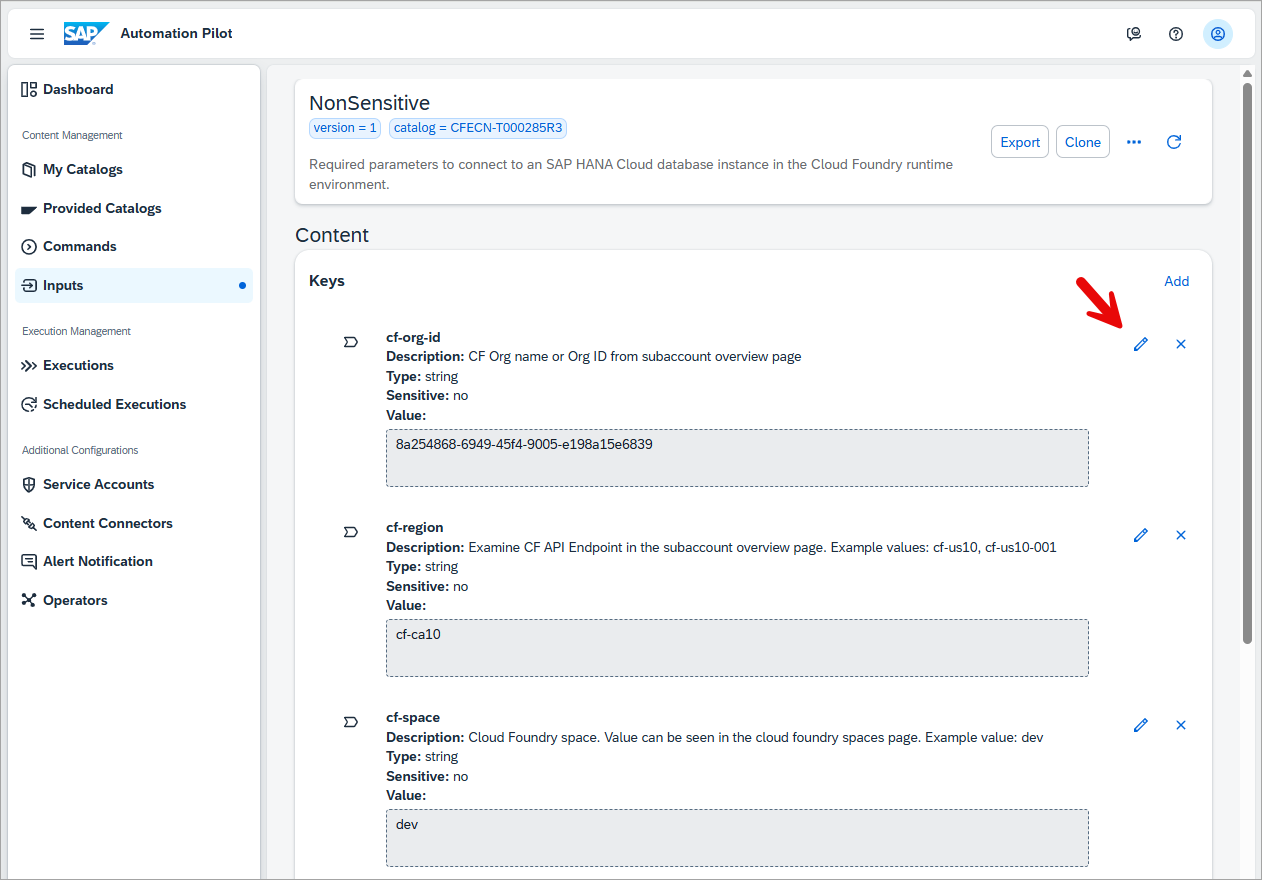 SAP Automation Pilot
Dashboard
Content Management
My Catalogs
Provided Catalogs
Commands
Inputs
Execution Management
Executions
Scheduled Executions
Additional Configurations
Service Accounts
Content Connectors
Alert Notification
Operators
NonSensitive
version = 1 catalog = CFECN-T000285R3
Required parameters to connect to an SAP HANA Cloud database instance in the Cloud Foundry runtime
environment.
Export Clone
Content
Keys Add
cf-org-id
Description: CF Org name or Org ID from subaccount overview page
Type: string
Sensitive: no
Value:
8a254868-6949-45f4-9005-e198a15e6839
cf-region
Description: Examine CF API Endpoint in the subaccount overview page. Example values: cf-us10, cf-us10-001
Type: string
Sensitive: no
Value:
cf-ca10
cf-space
Description: Cloud Foundry space. Value can be seen in the cloud foundry spaces page. Example value: dev
Type: string
Sensitive: no
Value:
dev